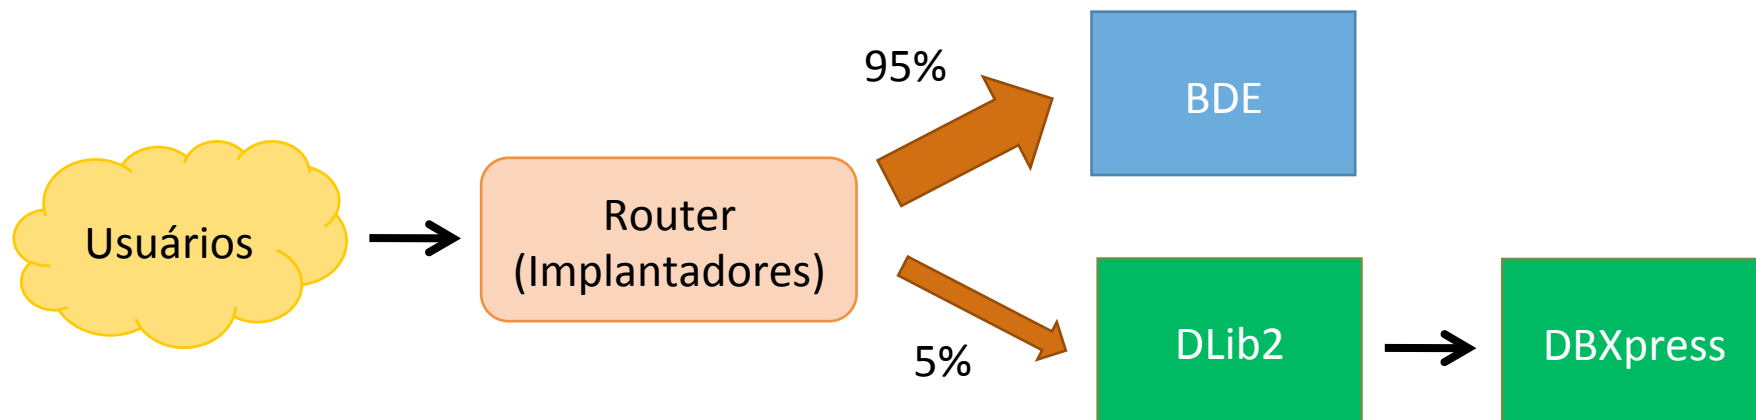 95%
BDE
Usuários
Router
(Implantadores)
5%
DLib2
DBXpress